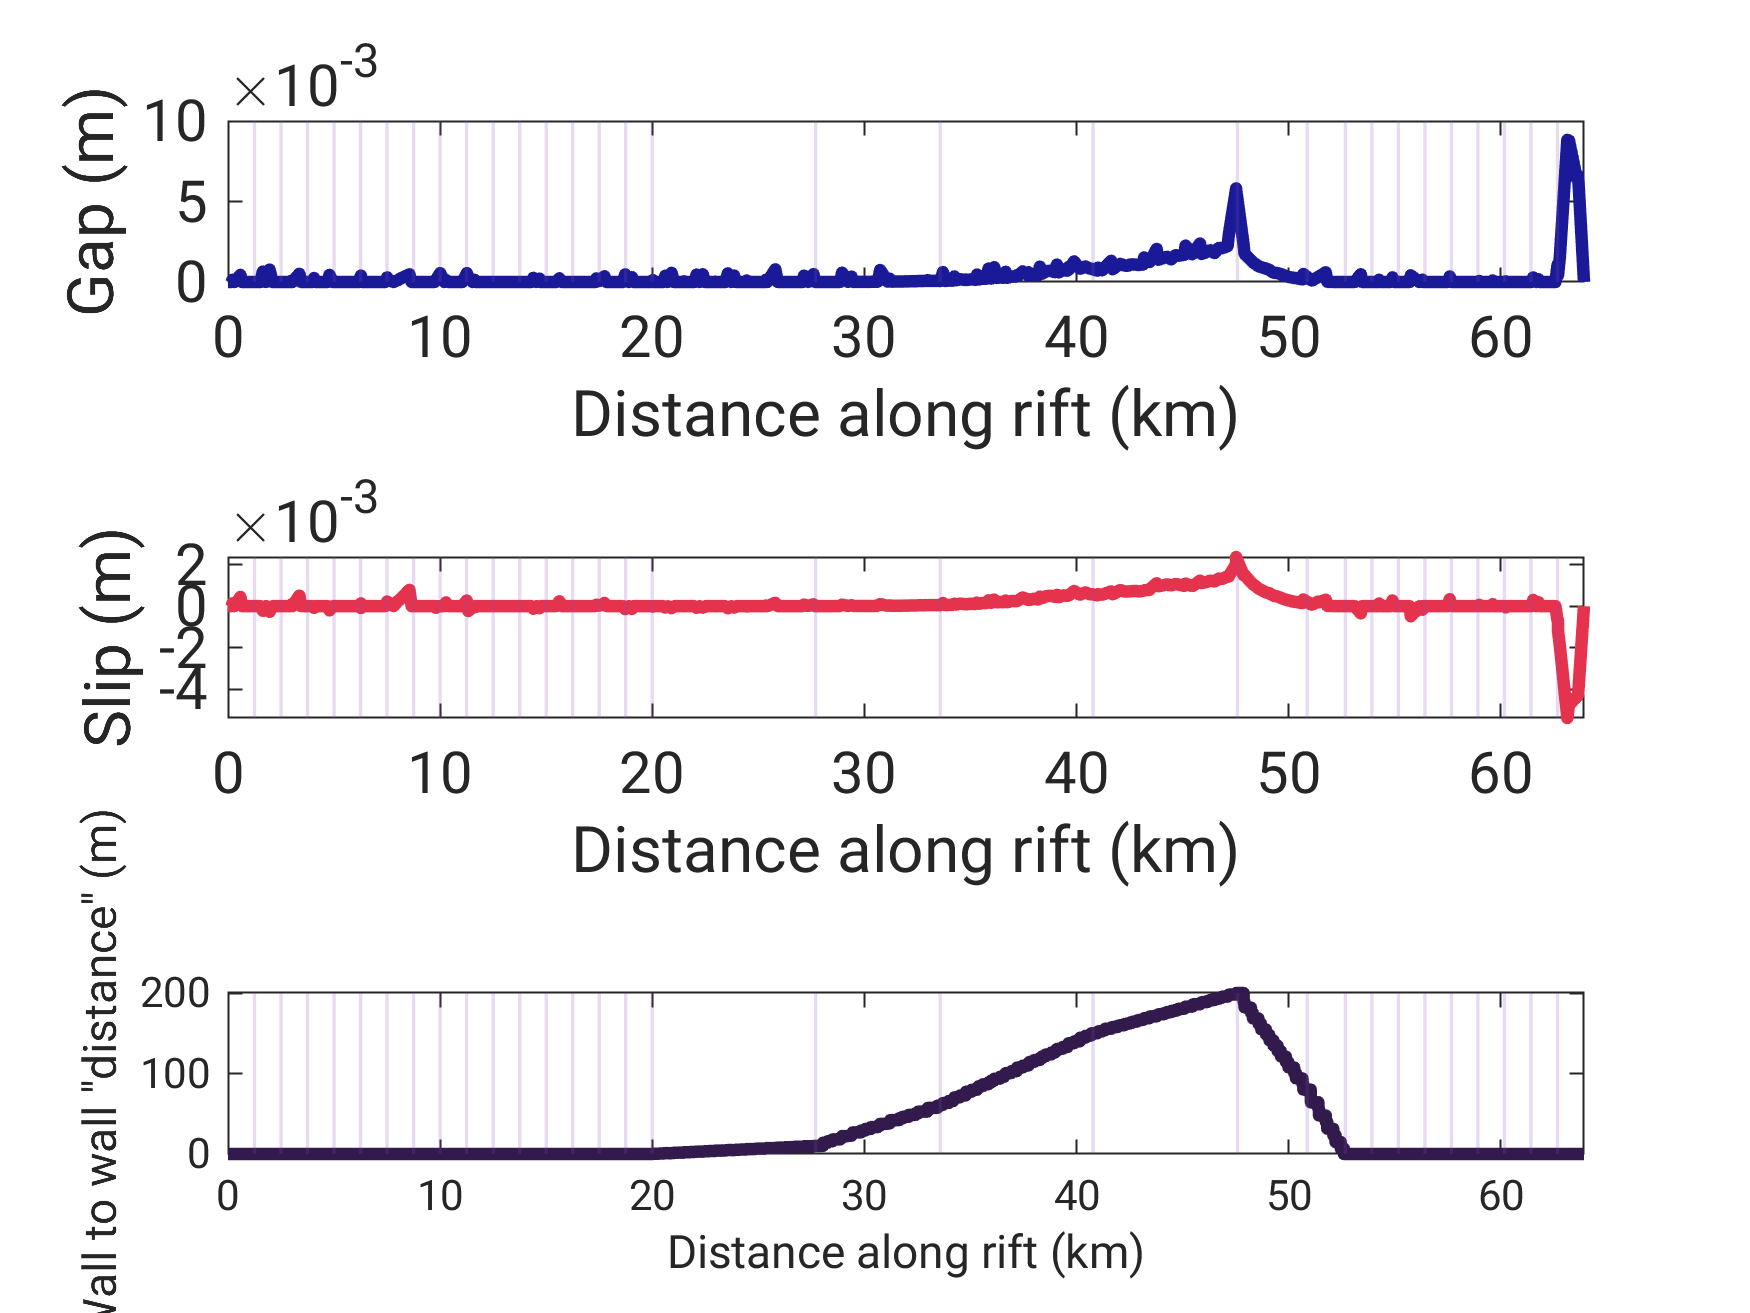 ×10-3
Gap (m)
10
5
0
0 10 20 30 40 50 60
Distance along rift (km)
×10-3
Slip (m)
2
0
-2
-4
0 10 20 30 40 50 60
Distance along rift (km)
to wall "distance" (m)
200
100
0
0 10 20 30 40 50 60
Distance along rift (km)